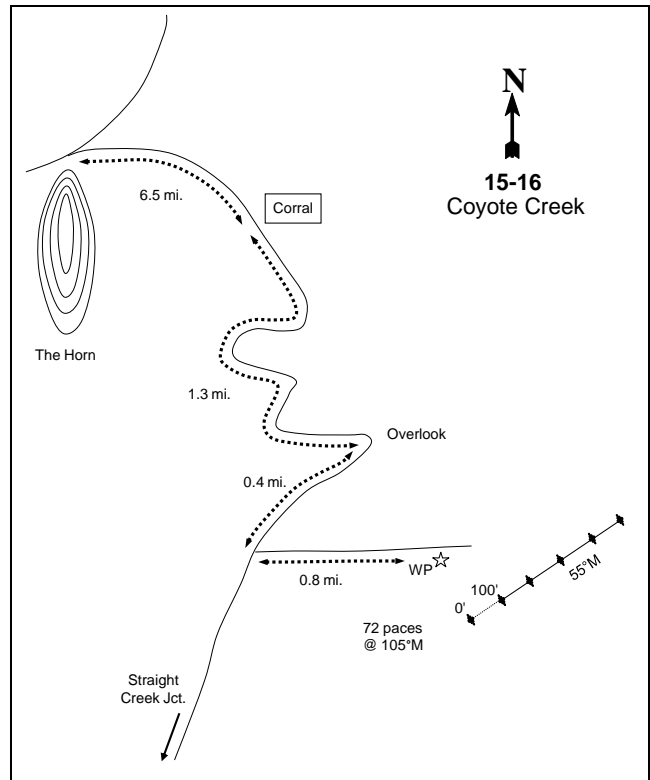 N
15-16
Coyote Creek
6.5 mi.
Corral
The Horn
1.3 mi.
Overlook
0.4 mi.
0.8 mi.
WP
55°M
100'
0'
72 paces
@ 105°M
Straight
Creek Jct.